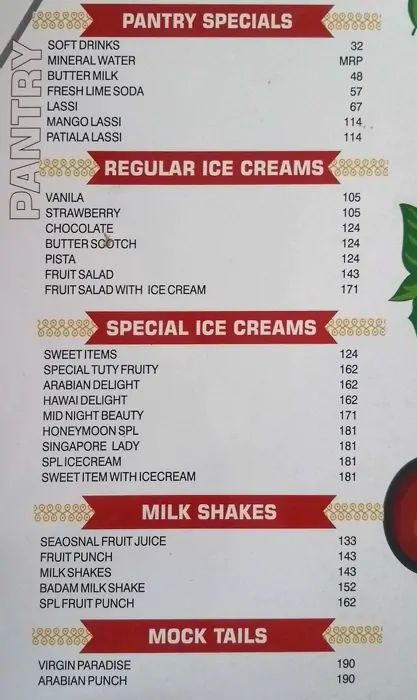 PANTRY
PANTRY SPECIALS
SOFT DRINKS 32
MINERAL WATER MRP
BUTTER MILK 48
FRESH LIME SODA 57
LASSI 67
MANGO LASSI 114
PATIALA LASSI 114
REGULAR ICE CREAMS
VANILA 105
STRAWBERRY 105
CHOCOLATE 124
BUTTER SCOTCH 124
PISTA 124
FRUIT SALAD 143
FRUIT SALAD WITH ICE CREAM 171
SPECIAL ICE CREAMS
SWEET ITEMS 124
SPECIAL TUTY FRUITY 162
ARABIAN DELIGHT 162
HAWAI DELIGHT 162
MID NIGHT BEAUTY 171
HONEYMOON SPL 181
SINGAPORE LADY 181
SPL ICECREAM 181
SWEET ITEM WITH ICECREAM 181
MILK SHAKES
SEAOSNAL FRUIT JUICE 133
FRUIT PUNCH 143
MILK SHAKES 143
BADAM MILK SHAKE 152
SPL FRUIT PUNCH 162
MOCK TAILS
VIRGIN PARADISE 190
ARABIAN PUNCH 190